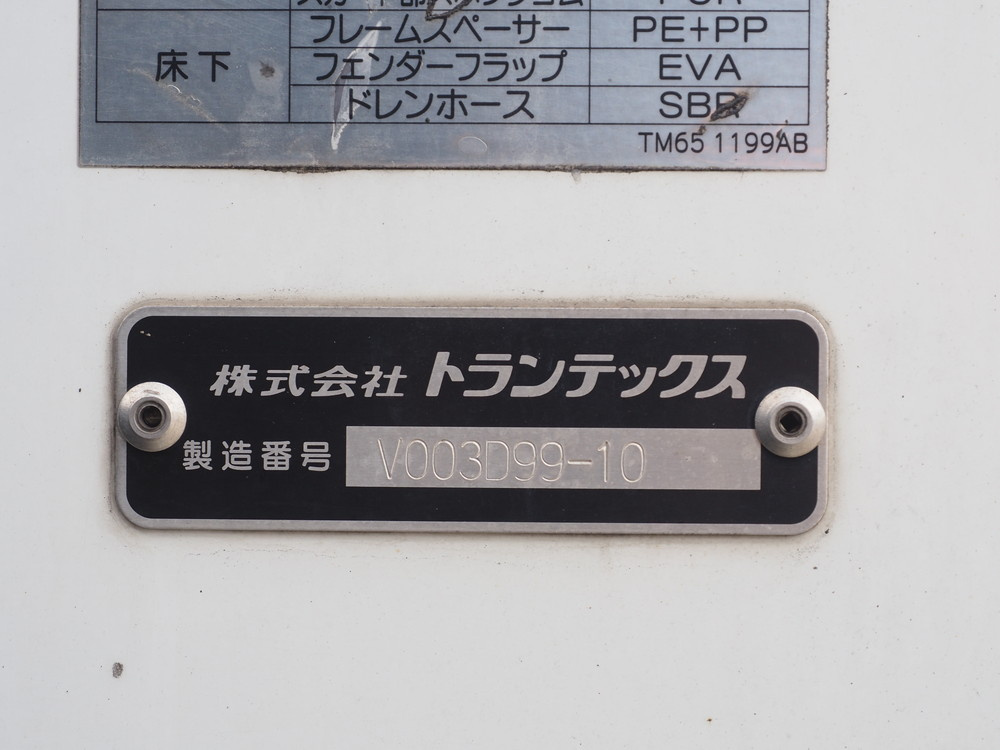 フレームスペーサー PE+PP
床下 フェンダーフラップ EVA
ドレンホース SBR
TM65 1199AB
株式会社 トランテックス
製造番号 V003D99-10